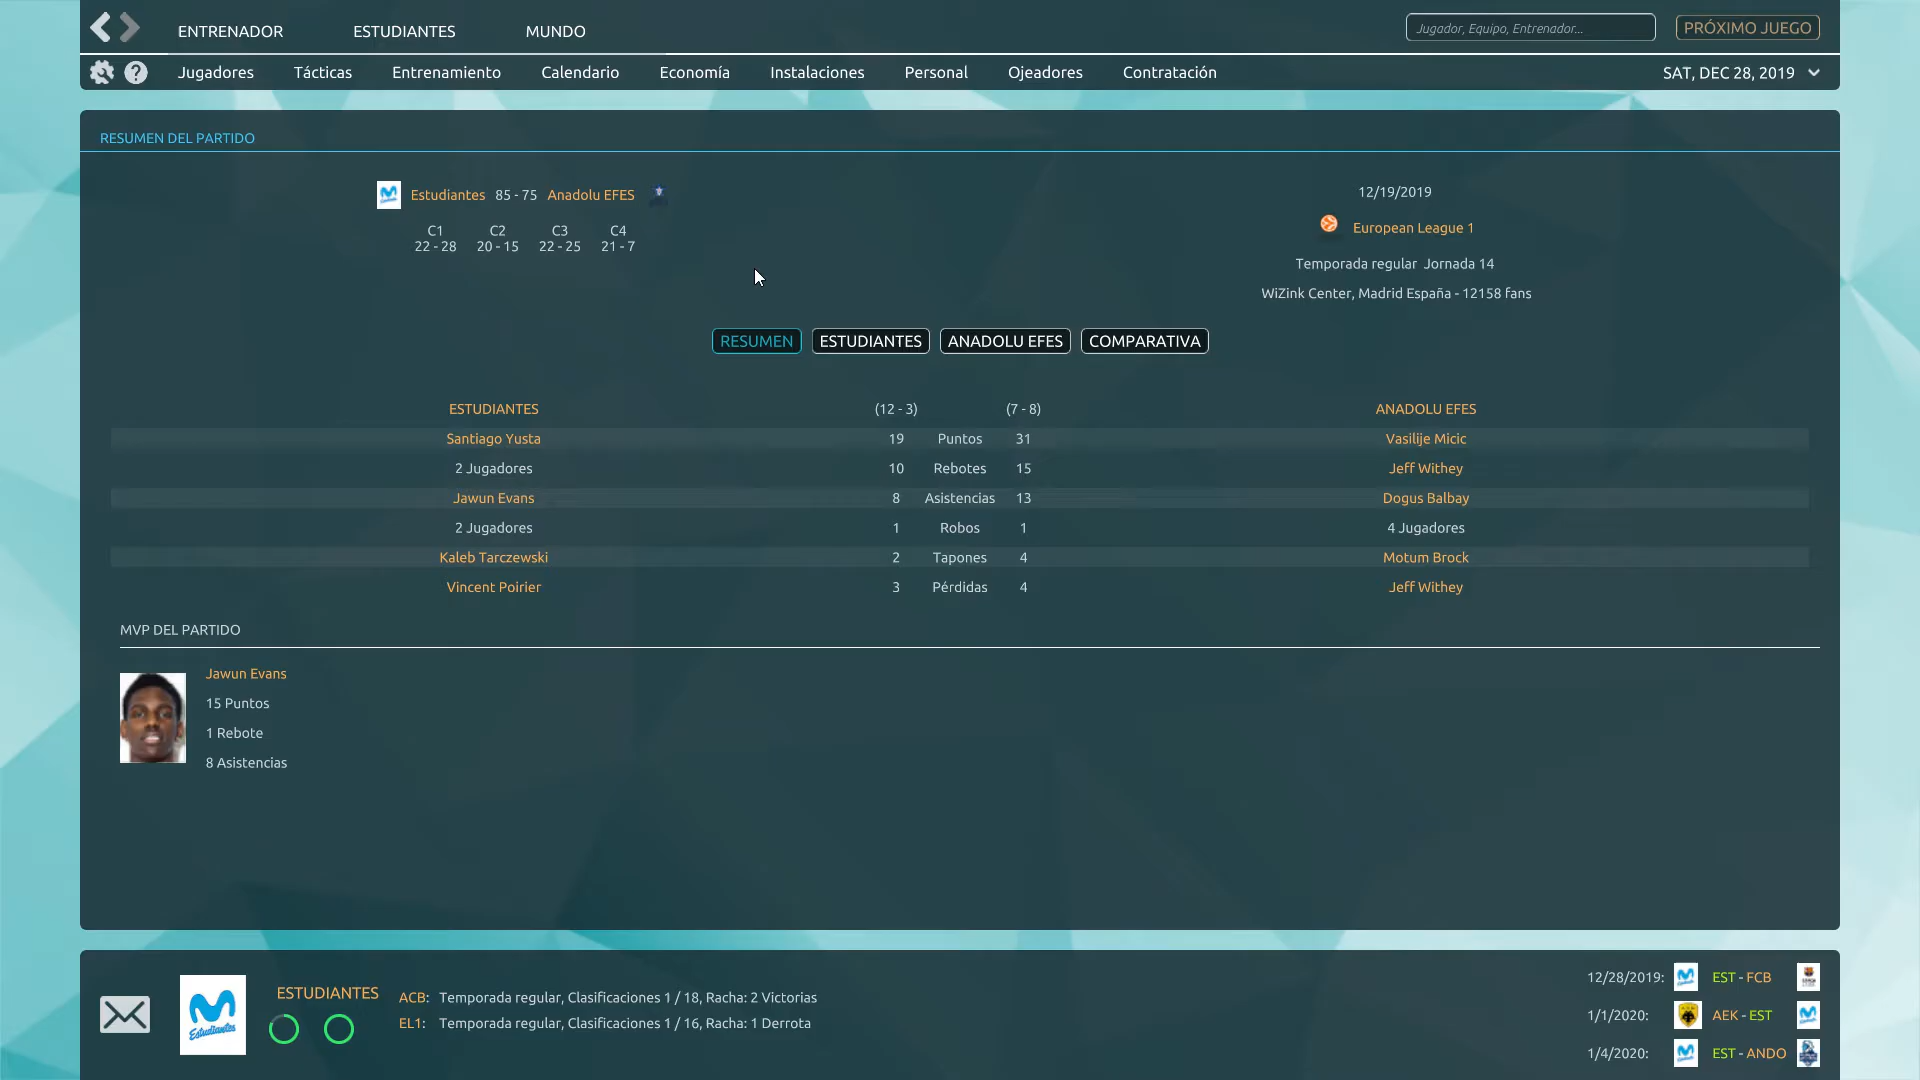 ENTRENADOR ESTUDIANTES MUNDO
Jugador, Equipo, Entrenador...
PRÓXIMO JUEGO
Jugadores Tácticas Entrenamiento Calendario Economía Instalaciones Personal Ojeadores Contratación
SAT, DEC 28, 2019
RESUMEN DEL PARTIDO
Estudiantes 85 - 75 Anadolu EFES
C1 C2 C3 C4
22 - 28 20 - 15 22 - 25 21 - 7
12/19/2019
European League 1
Temporada regular Jornada 14
WiZink Center, Madrid España - 12158 fans
RESUMEN ESTUDIANTES ANADOLU EFES COMPARATIVA
ESTUDIANTES (12 - 3) (7 - 8) ANADOLU EFES
Santiago Yusta 19 Puntos 31 Vasilije Micic
2 Jugadores 10 Rebotes 15 Jeff Withey
Jawun Evans 8 Asistencias 13 Dogus Balbay
2 Jugadores 1 Robos 1 4 Jugadores
Kaleb Tarczewski 2 Tapones 4 Motum Brock
Vincent Poirier 3 Pérdidas 4 Jeff Withey
MVP DEL PARTIDO
Jawun Evans
15 Puntos
1 Rebote
8 Asistencias
Estudiantes
ESTUDIANTES
ACB: Temporada regular, Clasificaciones 1 / 18, Racha: 2 Victorias
EL1: Temporada regular, Clasificaciones 1 / 16, Racha: 1 Derrota
12/28/2019: EST - FCB
1/1/2020: AEK - EST
1/4/2020: EST - ANDO